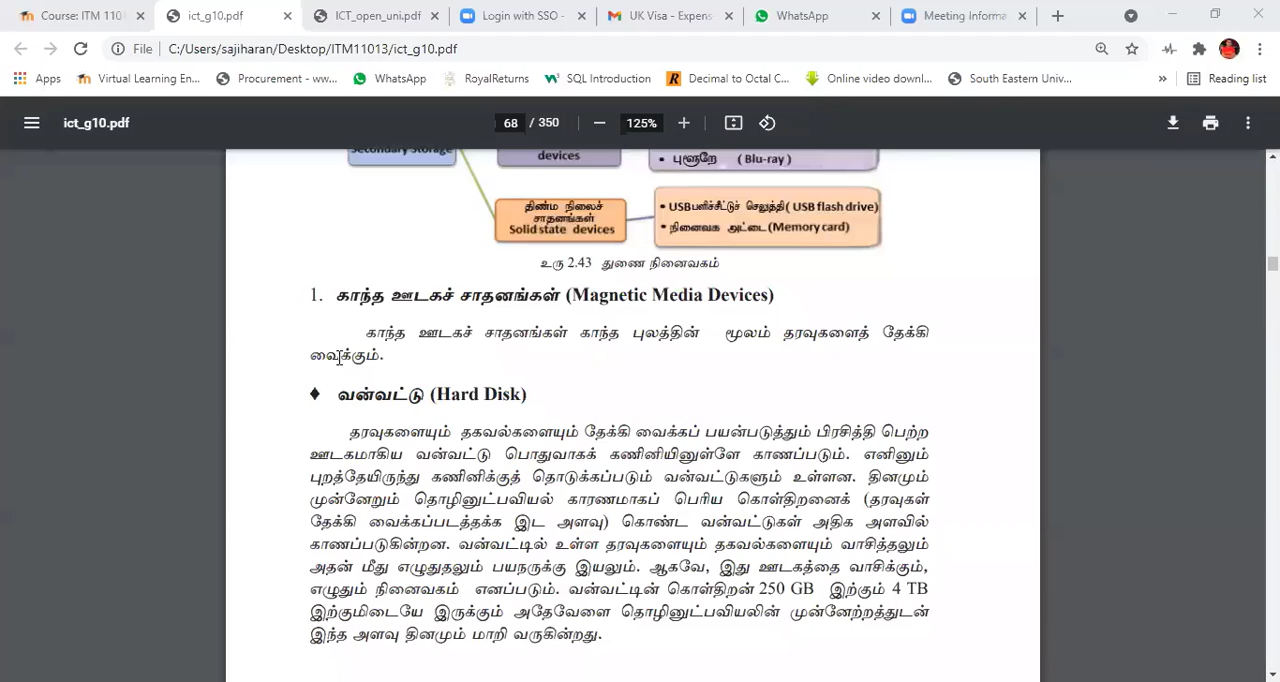 Course: ITM 110
ict_g10.pdf
ICT_open_uni.pdf
Login with SSO -
UK Visa - Expens
WhatsApp
Meeting Informa
File
C:/Users/sajiharan/Desktop/ITM11013/ict_g10.pdf
Apps
Virtual Learning En...
Procurement - ww...
WhatsApp
RoyalReturns
SQL Introduction
Decimal to Octal C...
Online video downl...
South Eastern Univ...
»
Reading list
ict_g10.pdf
68 / 350
125%
Secondary Storage
devices
• புளூறே ( Blu-ray )
திண்ம நிலைச்
சாதனங்கள்
Solid state devices
• USB பளிச்சீட்டுச் செலுத்தி ( USB flash drive)
• நினைவக அட்டை (Memory card)
உரு 2.43 துணை நினைவகம்
1. காந்த ஊடகச் சாதனங்கள் (Magnetic Media Devices)
காந்த ஊடகச் சாதனங்கள் காந்த புலத்தின் மூலம் தரவுகளைத் தேக்கி
வைக்கும்.
♦ வன்வட்டு (Hard Disk)
தரவுகளையும் தகவல்களையும் தேக்கி வைக்கப் பயன்படுத்தும் பிரசித்தி பெற்ற
ஊடகமாகிய வன்வட்டு பொதுவாகக் கணினியினுள்ளே காணப்படும். எனினும்
புறத்தேயிருந்து கணினிக்குத் தொடுக்கப்படும் வன்வட்டுகளும் உள்ளன. தினமும்
முன்னேறும் தொழினுட்பவியல் காரணமாகப் பெரிய கொள்திறனைக் (தரவுகள்
தேக்கி வைக்கப்படத்தக்க இட அளவு) கொண்ட வன்வட்டுகள் அதிக அளவில்
காணப்படுகின்றன. வன்வட்டில் உள்ள தரவுகளையும் தகவல்களையும் வாசித்தலும்
அதன் மீது எழுதுதலும் பயநருக்கு இயலும். ஆகவே, இது ஊடகத்தை வாசிக்கும்,
எழுதும் நினைவகம் எனப்படும். வன்வட்டின் கொள்திறன் 250 GB இற்கும் 4 TB
இற்குமிடையே இருக்கும் அதேவேளை தொழினுட்பவியலின் முன்னேற்றத்துடன்
இந்த அளவு தினமும் மாறி வருகின்றது.